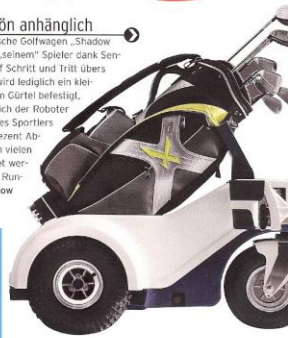 ön anhänglich
sche Golfwagen „Shadow
„seinem“ Spieler dank Sen-
f Schritt und Tritt übers
wird lediglich ein klei-
m Gürtel befestigt,
ich der Roboter
es Sportlers
ezent Ab-
n vielen
et wer-
Run-
ow